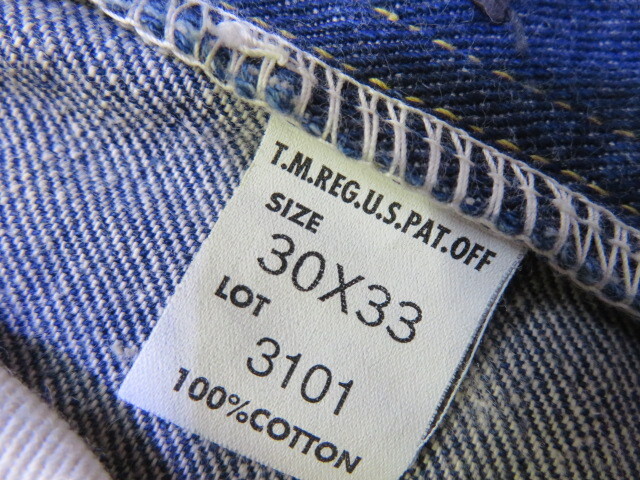 T.M.REG.U.S.PAT.OFF
SIZE
30X33
LOT
3101
100%COTTON